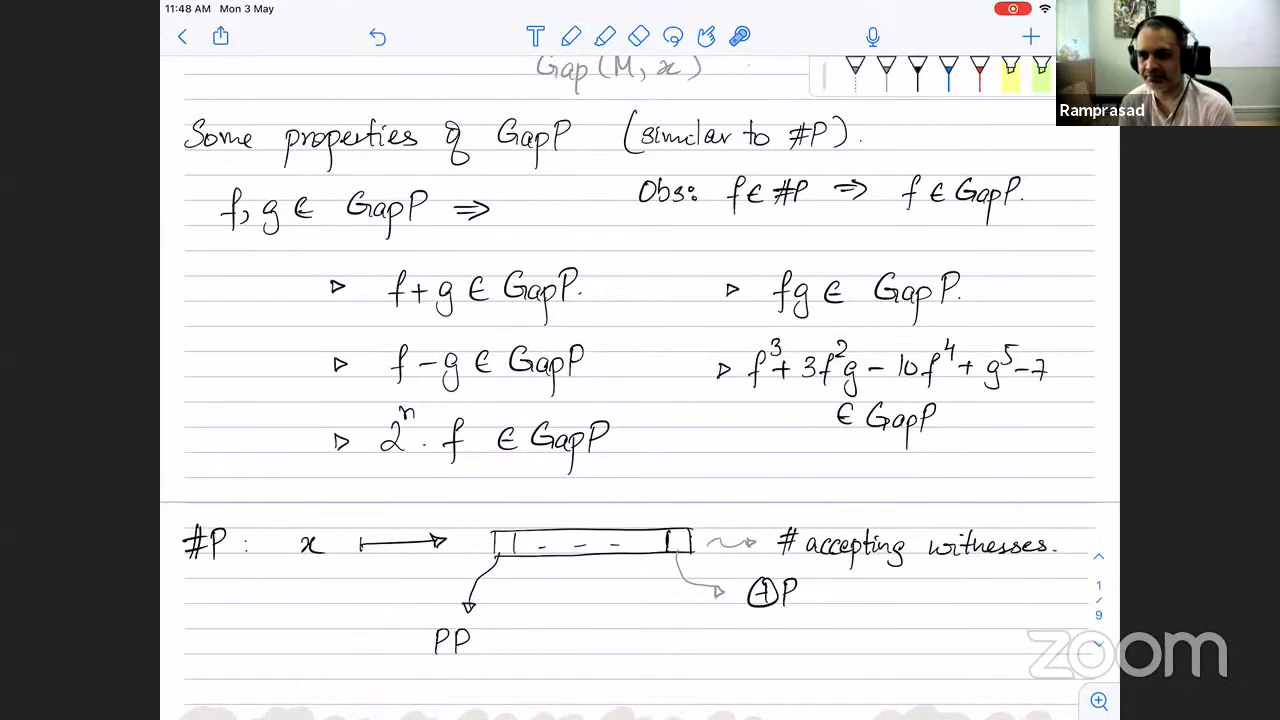 11:48 AM Mon 3 May
Gap(M, x)
Ramprasad
Some properties of GapP (similar to #P).
Obs: f ∈ #P ⇒ f ∈ GapP.
f, g ∈ GapP ⇒
▷ f+g ∈ GapP.
▷ fg ∈ GapP.
▷ f - g ∈ GapP
▷ f³ + 3f²g - 10f⁴ + g⁵ - 7
∈ GapP
▷ 2ⁿ · f ∈ GapP
#P : x ↦ # accepting witnesses.
⊕P
PP
1
/
9
zoom